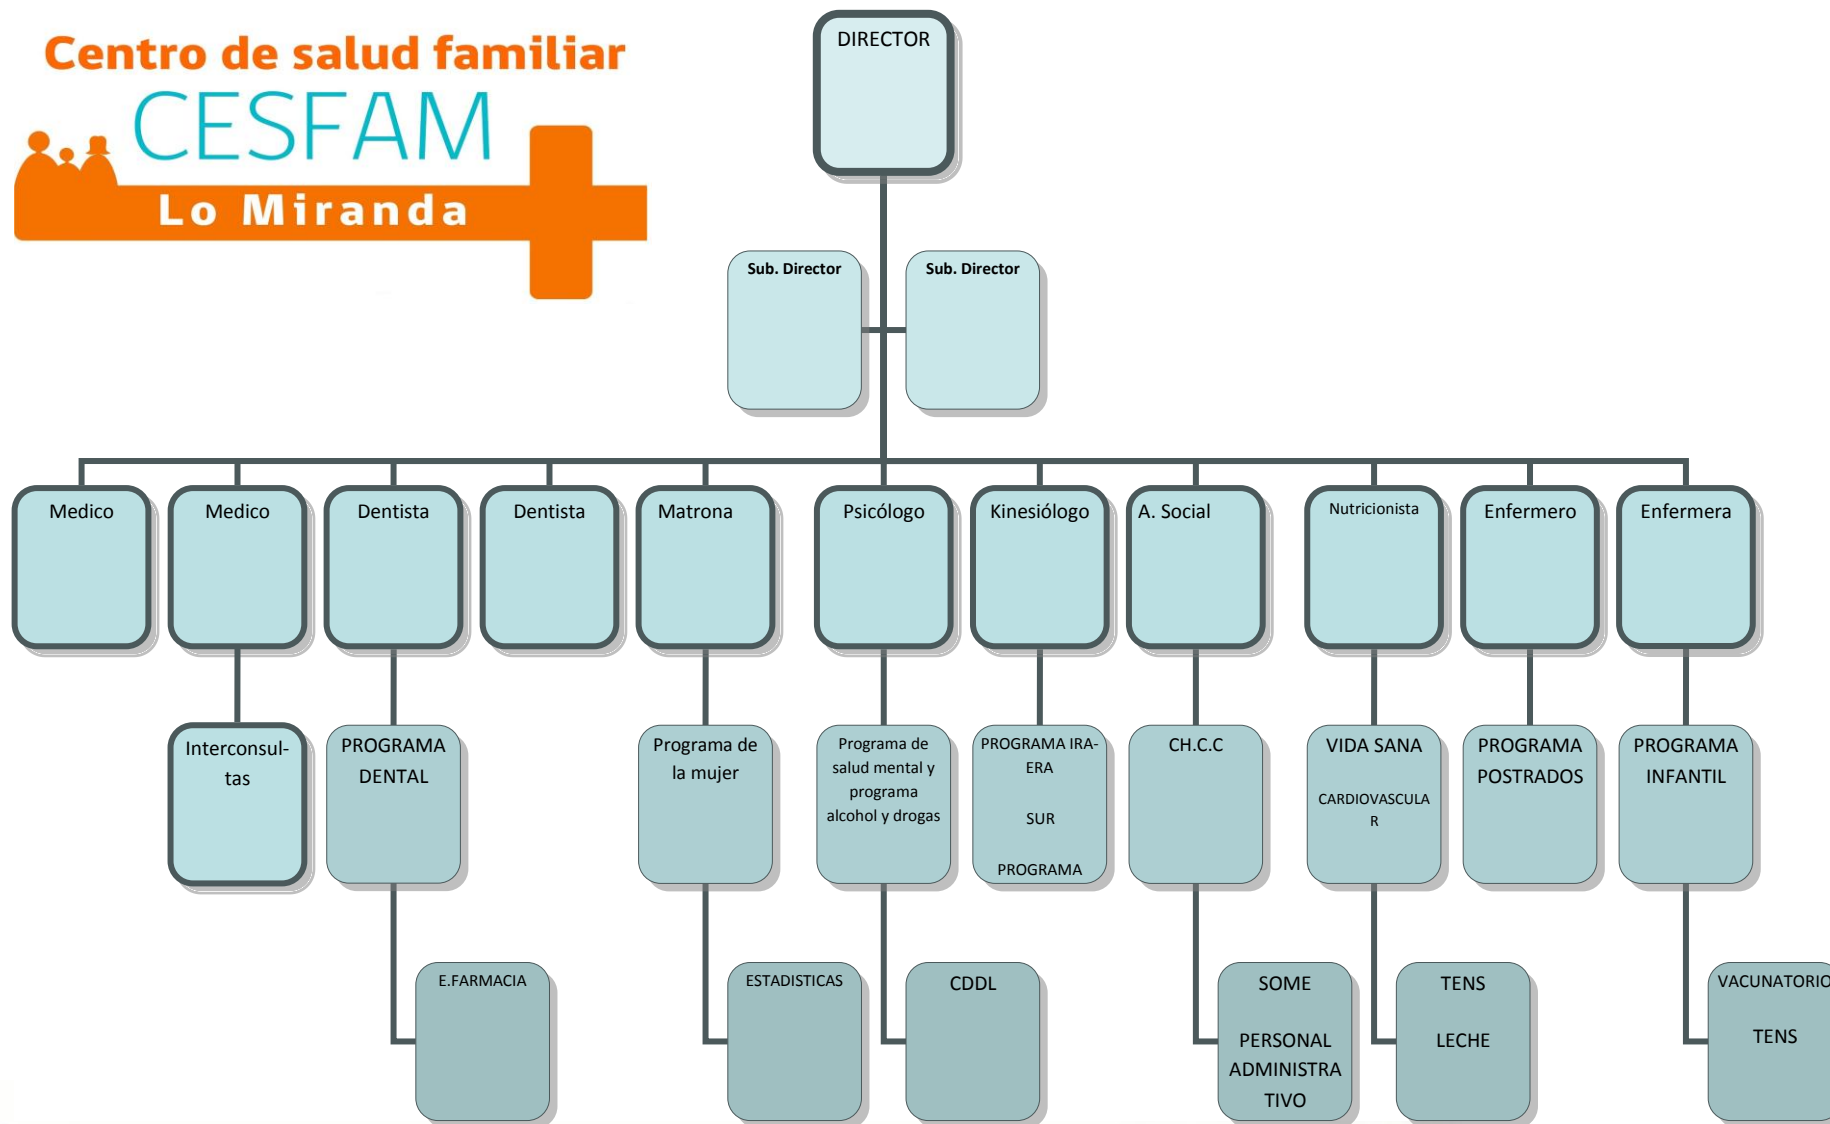 Centro de salud familiar
CESFAM
Lo Miranda
DIRECTOR
Sub. Director
Sub. Director
Medico
Medico
Dentista
Dentista
Matrona
Psicólogo
Kinesiólogo
A. Social
Nutricionista
Enfermero
Enfermera
Interconsul-
tas
PROGRAMA
DENTAL
Programa de
la mujer
Programa de
salud mental y
programa
alcohol y drogas
PROGRAMA IRA-
ERA
SUR
PROGRAMA
CH.C.C
VIDA SANA
CARDIOVASCULA
R
PROGRAMA
POSTRADOS
PROGRAMA
INFANTIL
E.FARMACIA
ESTADISTICAS
CDDL
SOME
PERSONAL
ADMINISTRA
TIVO
TENS
LECHE
VACUNATORIO
TENS